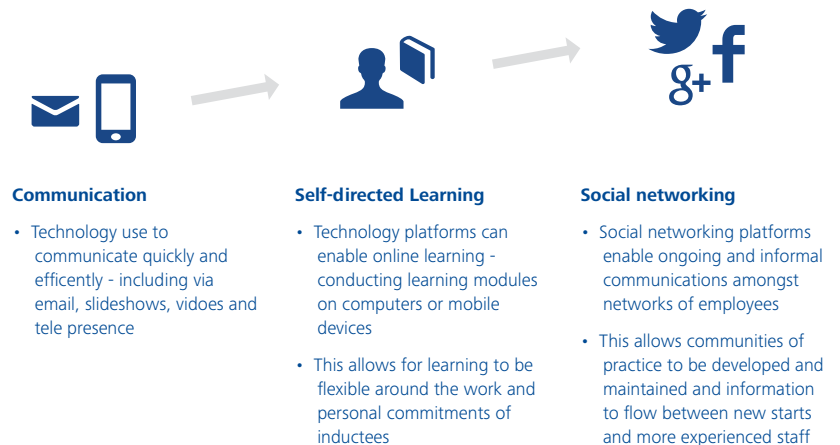 g+ f
Communication
• Technology use to
communicate quickly and
efficently - including via
email, slideshows, vidoes and
tele presence
Self-directed Learning
• Technology platforms can
enable online learning -
conducting learning modules
on computers or mobile
devices
• This allows for learning to be
flexible around the work and
personal commitments of
inductees
Social networking
• Social networking platforms
enable ongoing and informal
communications amongst
networks of employees
• This allows communities of
practice to be developed and
maintained and information
to flow between new starts
and more experienced staff